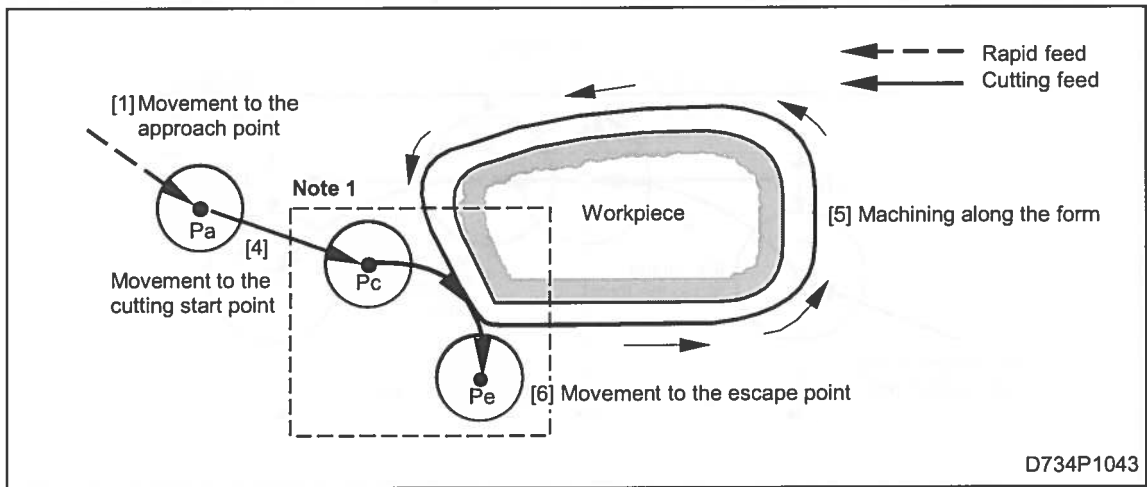 Rapid feed
Cutting feed
[1] Movement to the
approach point
Note 1
Pa
[4]
Movement to the
cutting start point
Pc
Workpiece
[5] Machining along the form
Pe
[6] Movement to the escape point
D734P1043